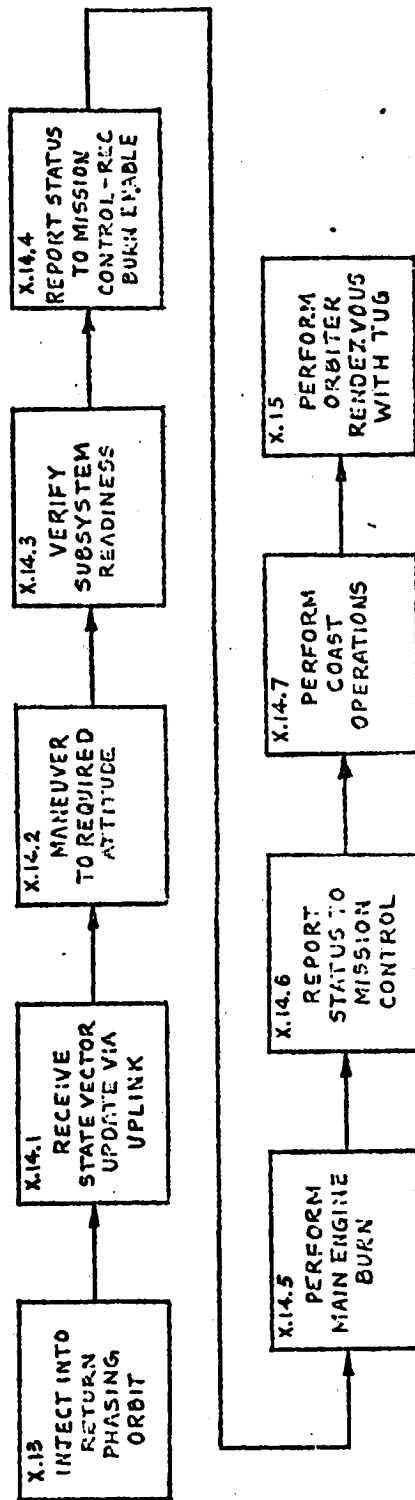 X.13
INJECT INTO
RETURN
PHASING
ORBIT
X.14.1
RECEIVE
STATE VECTOR
UPDATE VIA
UPLINK
X.14.2
MANEUVER
TO REQUIRED
ATTITUDE
X.14.3
VERIFY
SUBSYSTEM
READINESS
X.14.4
REPORT STATUS
TO MISSION
CONTROL-REC
BURN ENABLE
X.14.5
PERFORM
MAIN ENGINE
BURN
X.14.6
REPORT
STATUS TO
MISSION
CONTROL
X.14.7
PERFORM
COAST
OPERATIONS
X.15
PERFORM
ORBITER
RENDEZVOUS
WITH TUG